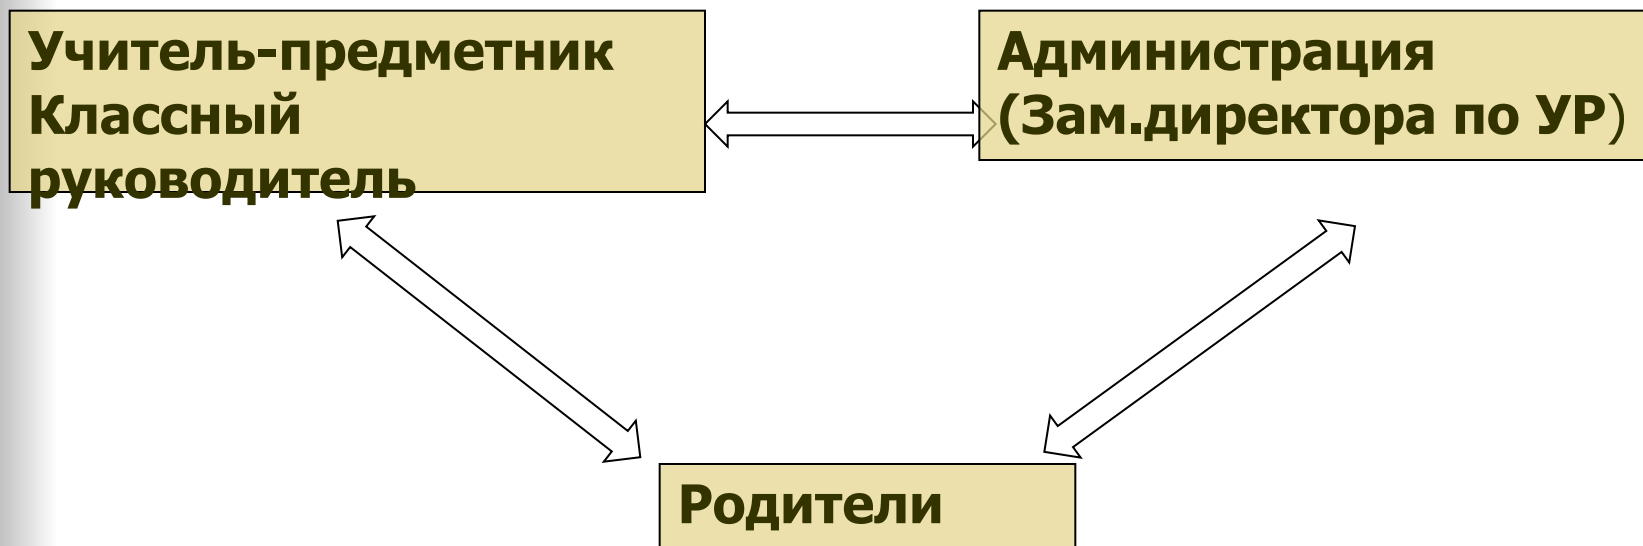 Учитель-предметник
Классный
руководитель
Администрация
(Зам.директора по УР)
Родители